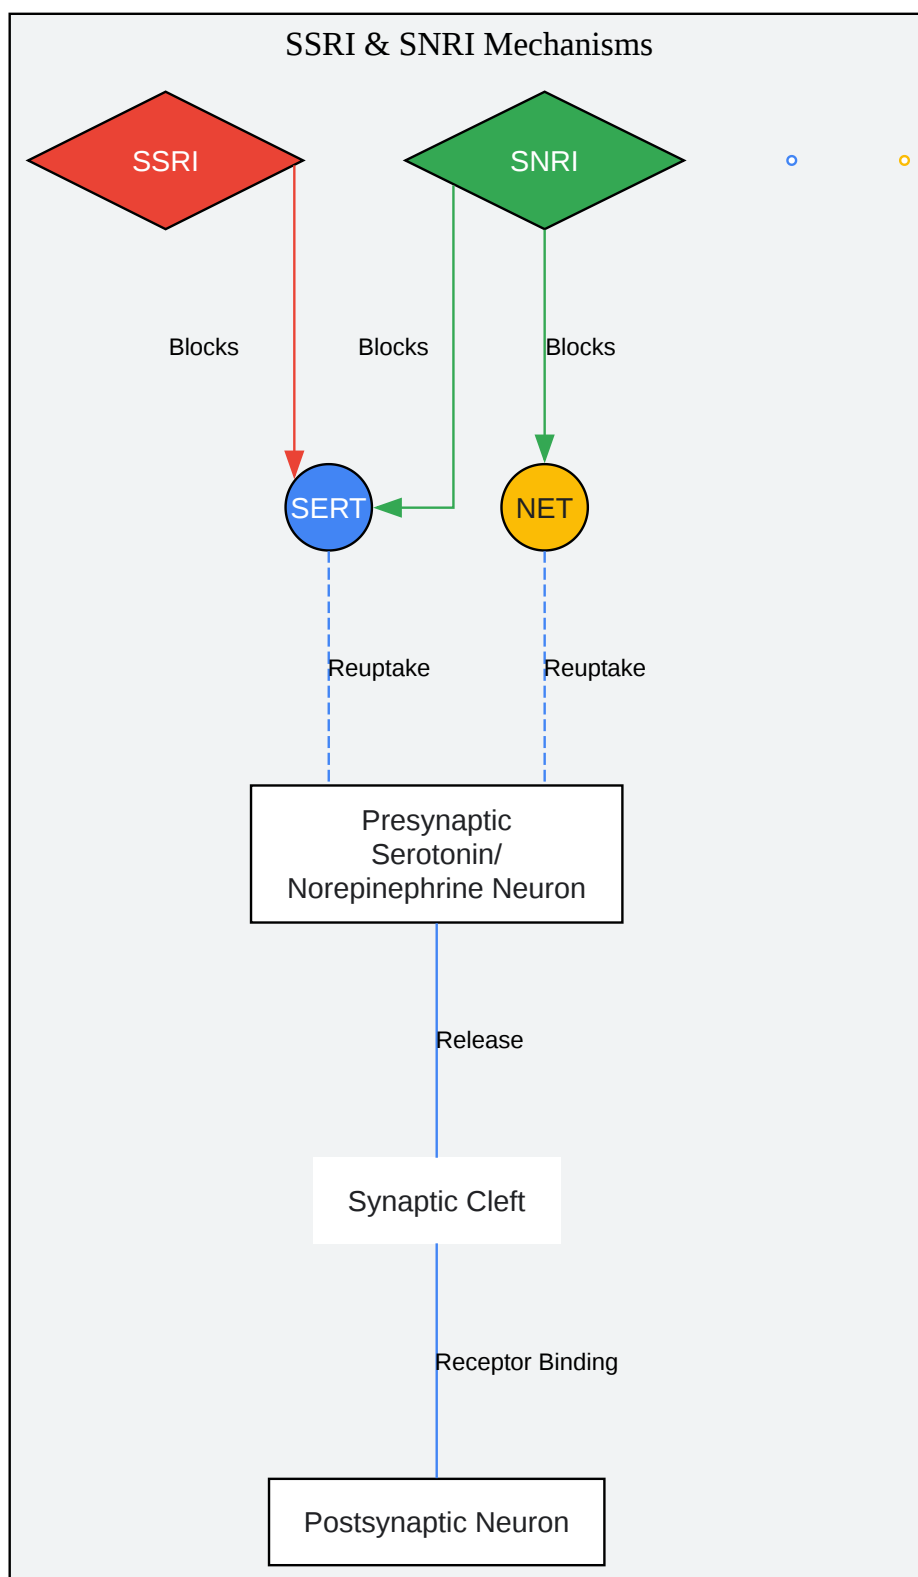 SSRI & SNRI Mechanisms
SSRI
SNRI
Blocks
Blocks
Blocks
SERT
NET
Reuptake
Reuptake
Presynaptic
Serotonin/
Norepinephrine Neuron
Release
Synaptic Cleft
Receptor Binding
Postsynaptic Neuron